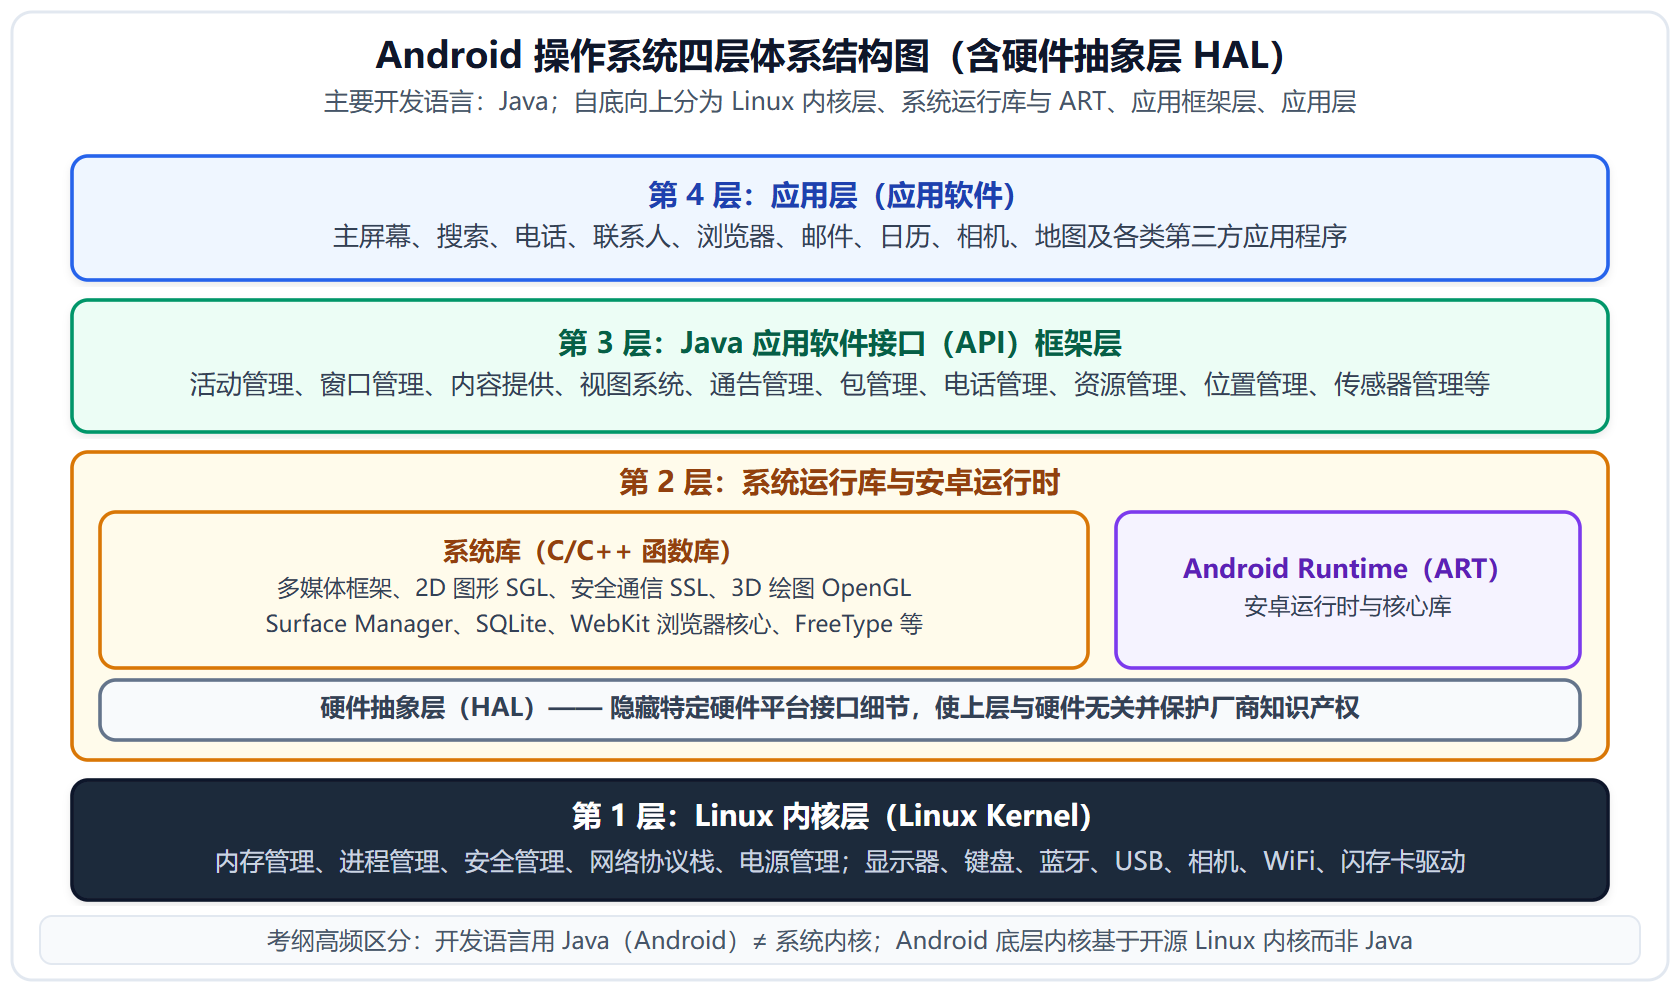 Android 操作系统四层体系结构图（含硬件抽象层 HAL）
主要开发语言：Java；自底向上分为 Linux 内核层、系统运行库与 ART、应用框架层、应用层
第 4 层：应用层（应用软件）
主屏幕、搜索、电话、联系人、浏览器、邮件、日历、相机、地图及各类第三方应用程序
第 3 层：Java 应用软件接口（API）框架层
活动管理、窗口管理、内容提供、视图系统、通告管理、包管理、电话管理、资源管理、位置管理、传感器管理等
第 2 层：系统运行库与安卓运行时
系统库（C/C++ 函数库）
多媒体框架、2D 图形 SGL、安全通信 SSL、3D 绘图 OpenGL
Surface Manager、SQLite、WebKit 浏览器核心、FreeType 等
Android Runtime（ART）
安卓运行时与核心库
硬件抽象层（HAL）—— 隐藏特定硬件平台接口细节，使上层与硬件无关并保护厂商知识产权
第 1 层：Linux 内核层（Linux Kernel）
内存管理、进程管理、安全管理、网络协议栈、电源管理；显示器、键盘、蓝牙、USB、相机、WiFi、闪存卡驱动
考纲高频区分：开发语言用 Java（Android）≠ 系统内核；Android 底层内核基于开源 Linux 内核而非 Java